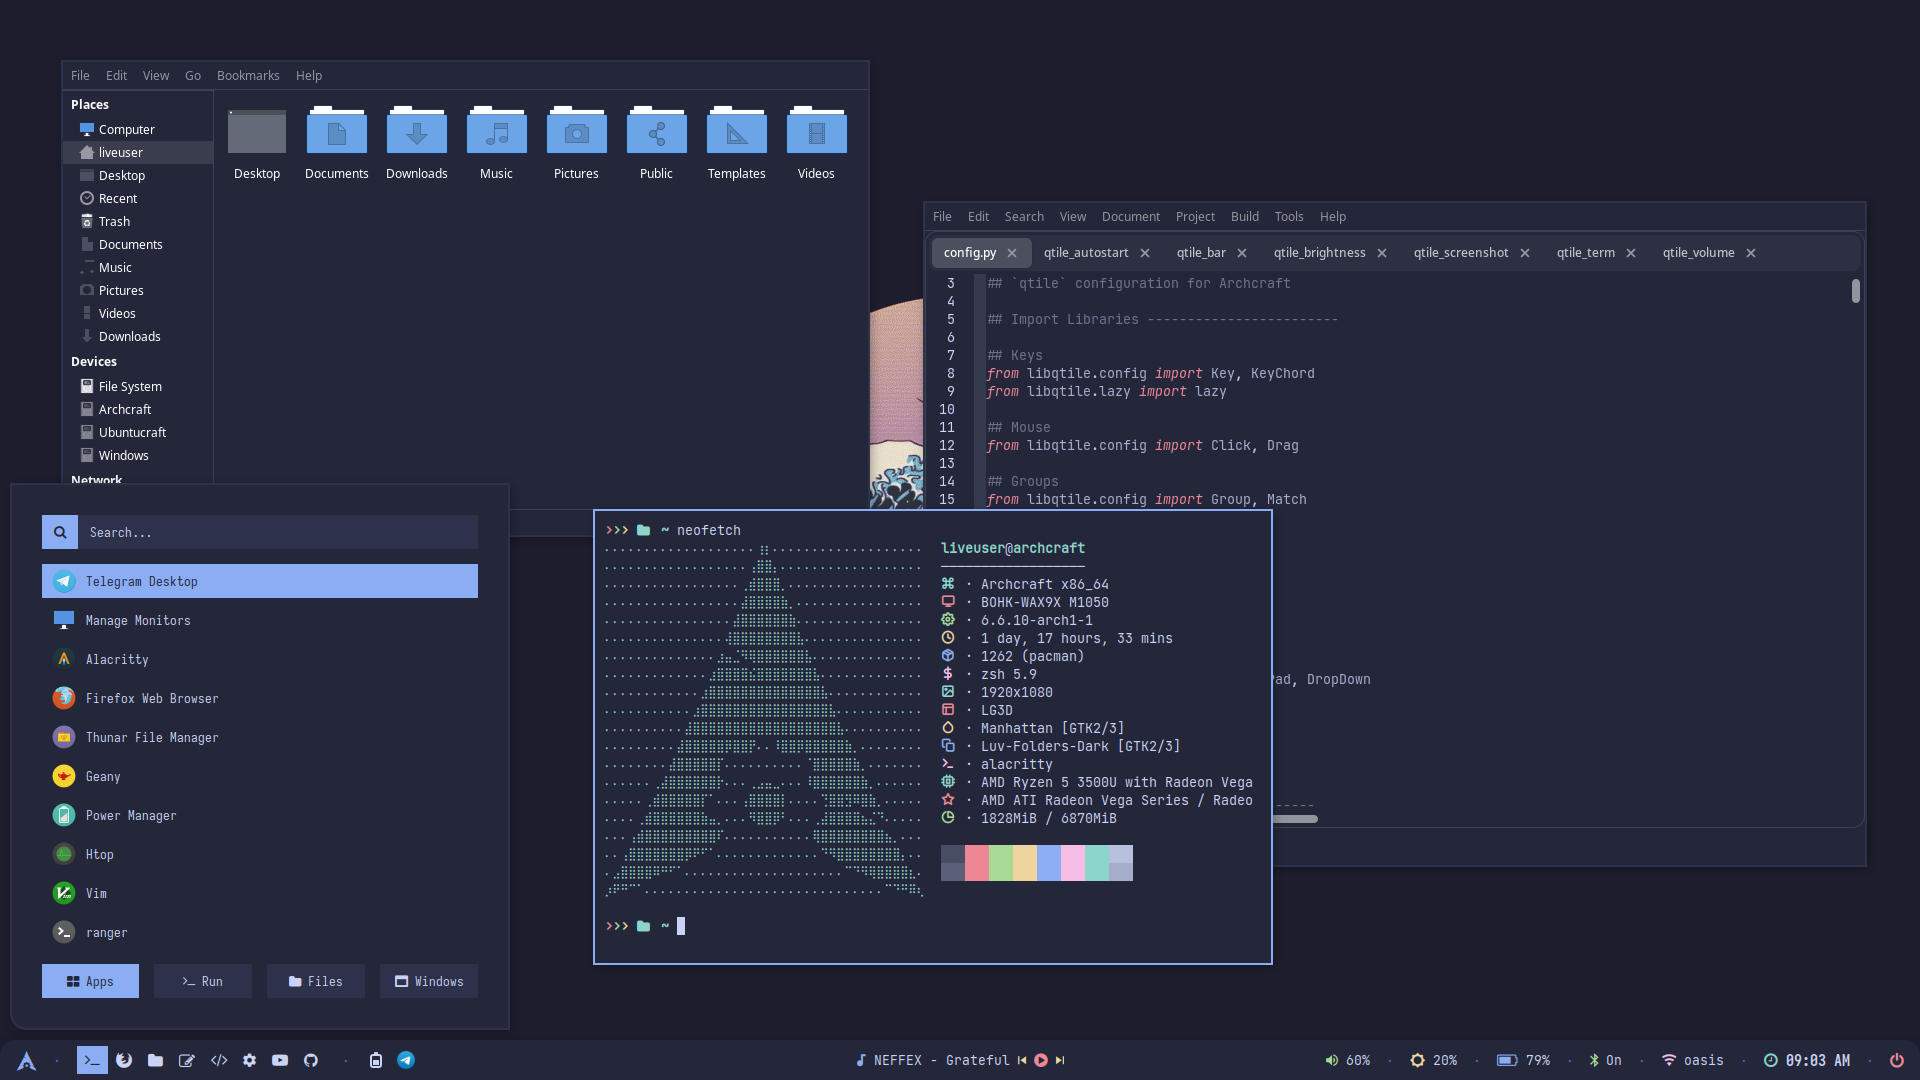 File Edit View Go Bookmarks Help
Places
Computer
liveuser
Desktop
Recent
Trash
Documents
Music
Pictures
Videos
Downloads
Devices
File System
Archcraft
Ubuntucraft
Windows
Network
Desktop Documents Downloads Music Pictures Public Templates Videos
File Edit Search View Document Project Build Tools Help
config.py qtile_autostart qtile_bar qtile_brightness qtile_screenshot qtile_term qtile_volume
3 ## `qtile` configuration for Archcraft
4
5 ## Import Libraries ------------------------
6
7 ## Keys
8 from libqtile.config import Key, KeyChord
9 from libqtile.lazy import lazy
10
11 ## Mouse
12 from libqtile.config import Click, Drag
13
14 ## Groups
15 from libqtile.config import Group, Match
ad, DropDown
-----
Search...
Telegram Desktop
Manage Monitors
Alacritty
Firefox Web Browser
Thunar File Manager
Geany
Power Manager
Htop
Vim
ranger
Apps Run Files Windows
>>> ~ neofetch
liveuser@archcraft
──────────────────
· Archcraft x86_64
· BOHK-WAX9X M1050
· 6.6.10-arch1-1
· 1 day, 17 hours, 33 mins
· 1262 (pacman)
· zsh 5.9
· 1920x1080
· LG3D
· Manhattan [GTK2/3]
· Luv-Folders-Dark [GTK2/3]
· alacritty
· AMD Ryzen 5 3500U with Radeon Vega
· AMD ATI Radeon Vega Series / Radeo
· 1828MiB / 6870MiB
>>> ~
NEFFEX - Grateful
60% · 20% · 79% · On · oasis · 09:03 AM ·